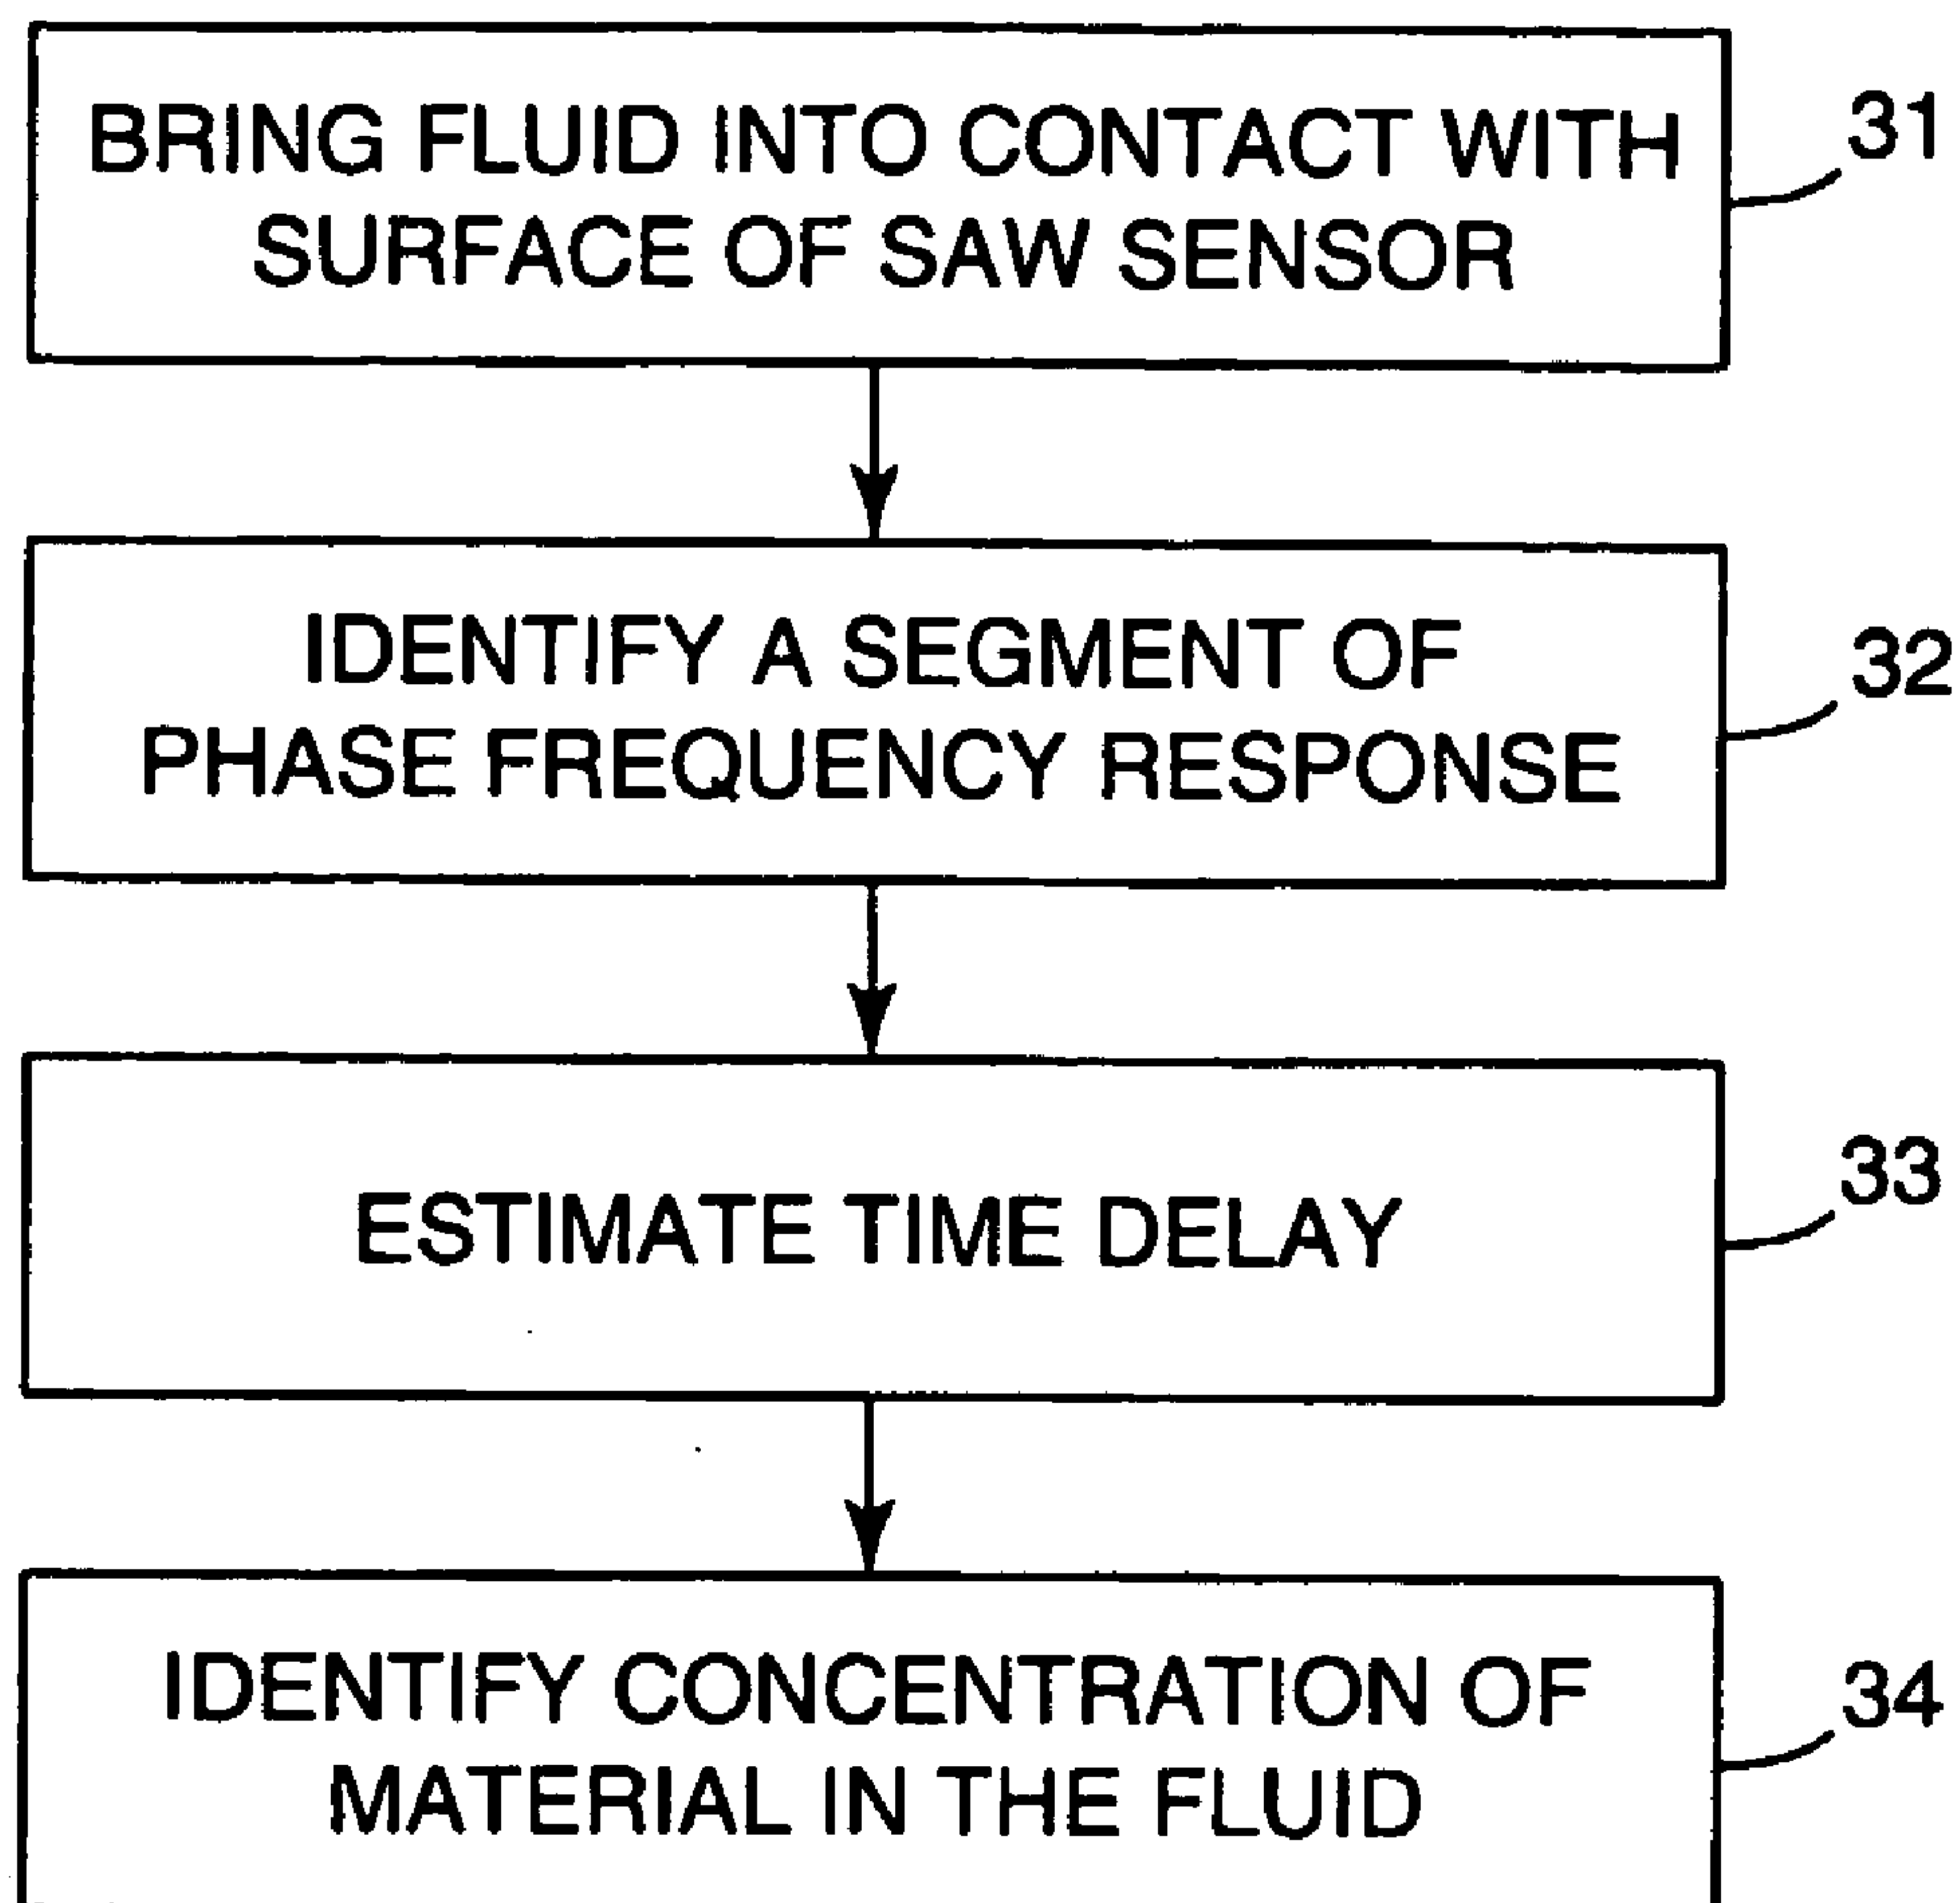 BRING FLUID INTO CONTACT WITH
SURFACE OF SAW SENSOR
31
IDENTIFY A SEGMENT OF
PHASE FREQUENCY RESPONSE
32
ESTIMATE TIME DELAY
33
IDENTIFY CONCENTRATION OF
MATERIAL IN THE FLUID
34